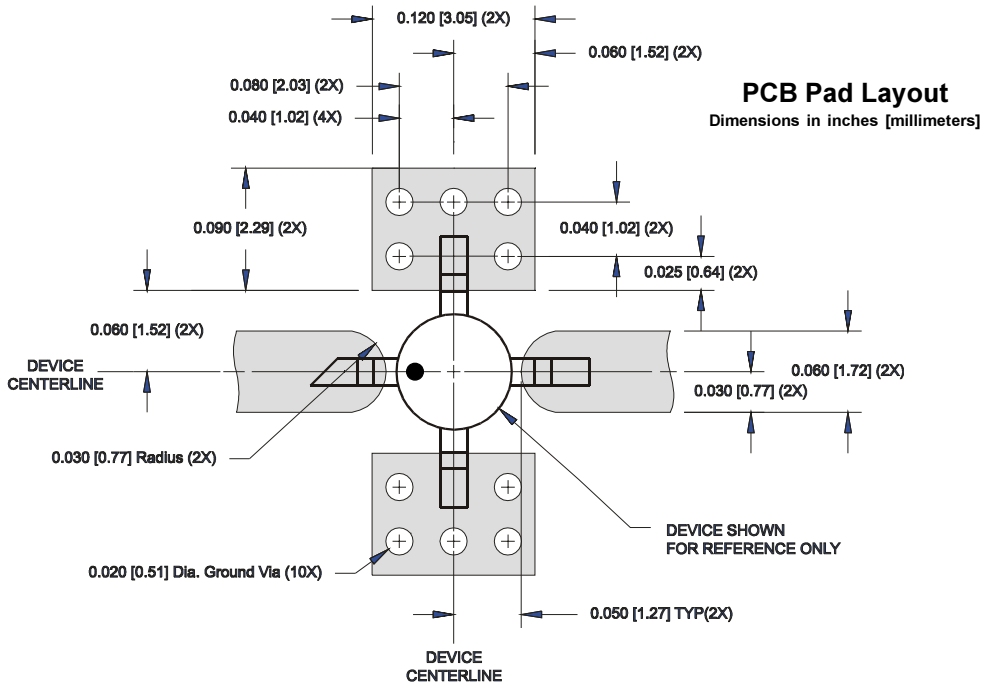 0.120 [3.05] (2X)
0.060 [1.52] (2X)
0.080 [2.03] (2X)
PCB Pad Layout
0.040 [1.02] (4X)
Dimensions in inches [millimeters]
0.090 [2.29] (2X)
0.040 [1.02] (2X)
0.025 [0.64] (2X)
0.060 [1.52] (2X)
DEVICE
CENTERLINE
0.060 [1.72] (2X)
0.030 [0.77] (2X)
0.030 [0.77] Radius (2X)
DEVICE SHOWN
FOR REFERENCE ONLY
0.020 [0.51] Dia. Ground Via (10X)
0.050 [1.27] TYP(2X)
DEVICE
CENTERLINE